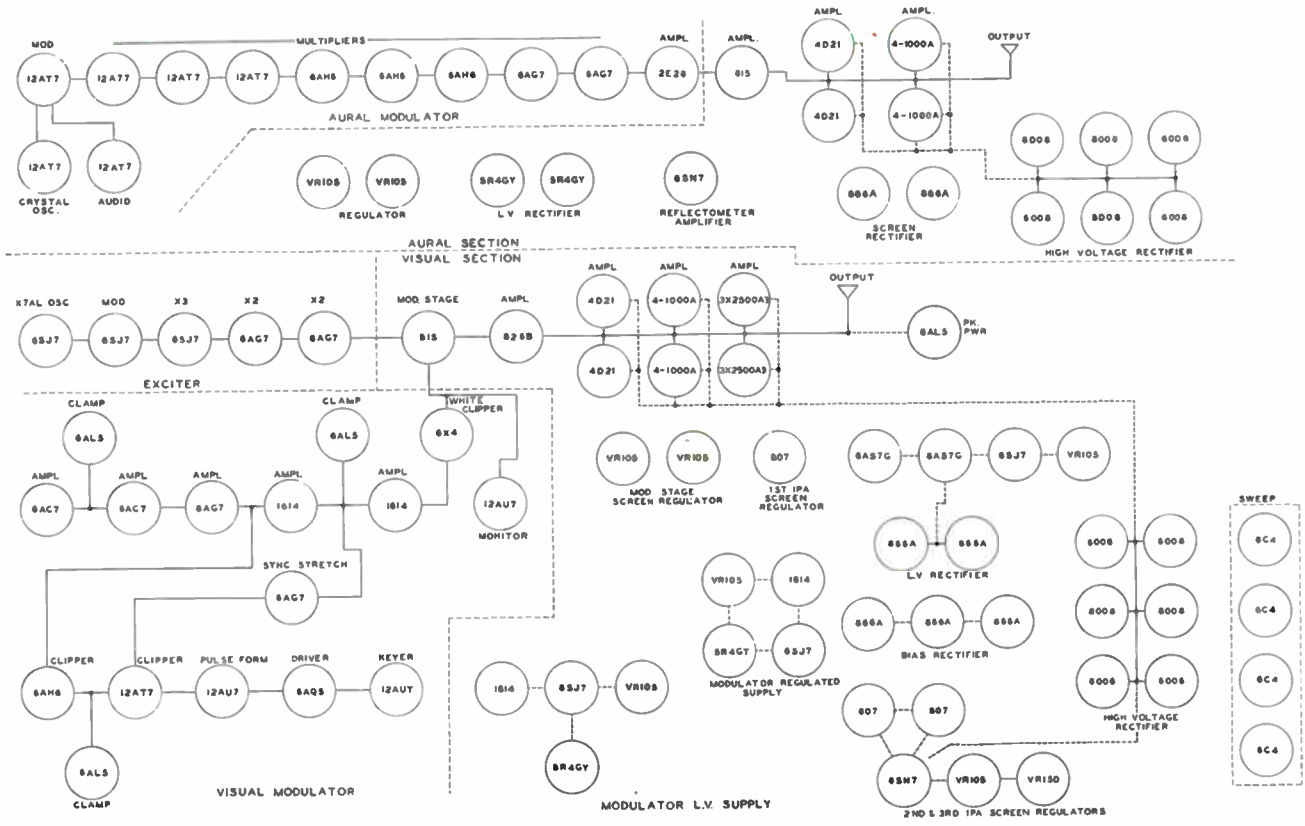 AMPL
AMPL.
MOD
MULTIPLIERS
AMPL
AMPL.
4D21
4-1000A
OUTPUT
12AT7
12A77
12AT7
12AT7
6AH6
6AH6
6AH6
6AG7
6AG7
2E26
815
4D21
4-1000A
AURAL MODULATOR
12AT7
12AT7
CRYSTAL
OSC.
AUDIO
VR105
VR105
5R4GY
5R4GY
6SN7
866A
866A
8008
8008
8008
REGULATOR
L.V RECTIFIER
REFLECTOMETER
AMPLIFIER
SCREEN
RECTIFIER
8008
8008
8008
HIGH VOLTAGE RECTIFIER
AURAL SECTION
VISUAL SECTION
AMPL
AMPL
AMPL
OUTPUT
X7AL OSC
MOD
X3
X2
X2
MOD. STAGE
AMPL
4D21
4-1000A
3X2500A3
6SJ7
6SJ7
6SJ7
6AG7
6AG7
815
826B
6AL5
PK.
PWR
4D21
4-1000A
3X2500A3
EXCITER
CLAMP
CLAMP
WHITE
CLIPPER
6AL5
6AL5
6X4
AMPL
AMPL
AMPL
AMPL
AMPL
6AC7
6AC7
6AG7
1614
1614
12AU7
MONITOR
VR105
VR105
807
MOD STAGE
SCREEN REGULATOR
1ST IPA
SCREEN
REGULATOR
6AS7G
6AS7G
6SJ7
VR105
SWEEP
866A
866A
L.V RECTIFIER
8008
8008
6C4
SYNC STRETCH
6AG7
VR105
1614
866A
866A
866A
BIAS RECTIFIER
8008
8008
6C4
5R4GY
6SJ7
MODULATOR REGULATED
SUPPLY
CLIPPER
CLIPPER
PULSE FORM
DRIVER
KEYER
6AH6
12AT7
12AU7
6AQ5
12AU7
1614
6SJ7
VR105
8008
8008
HIGH VOLTAGE
RECTIFIER
6C4
807
807
6AL5
CLAMP
5R4GY
6SN7
VR105
VR150
6C4
VISUAL MODULATOR
MODULATOR L.V. SUPPLY
2ND & 3RD IPA SCREEN REGULATORS